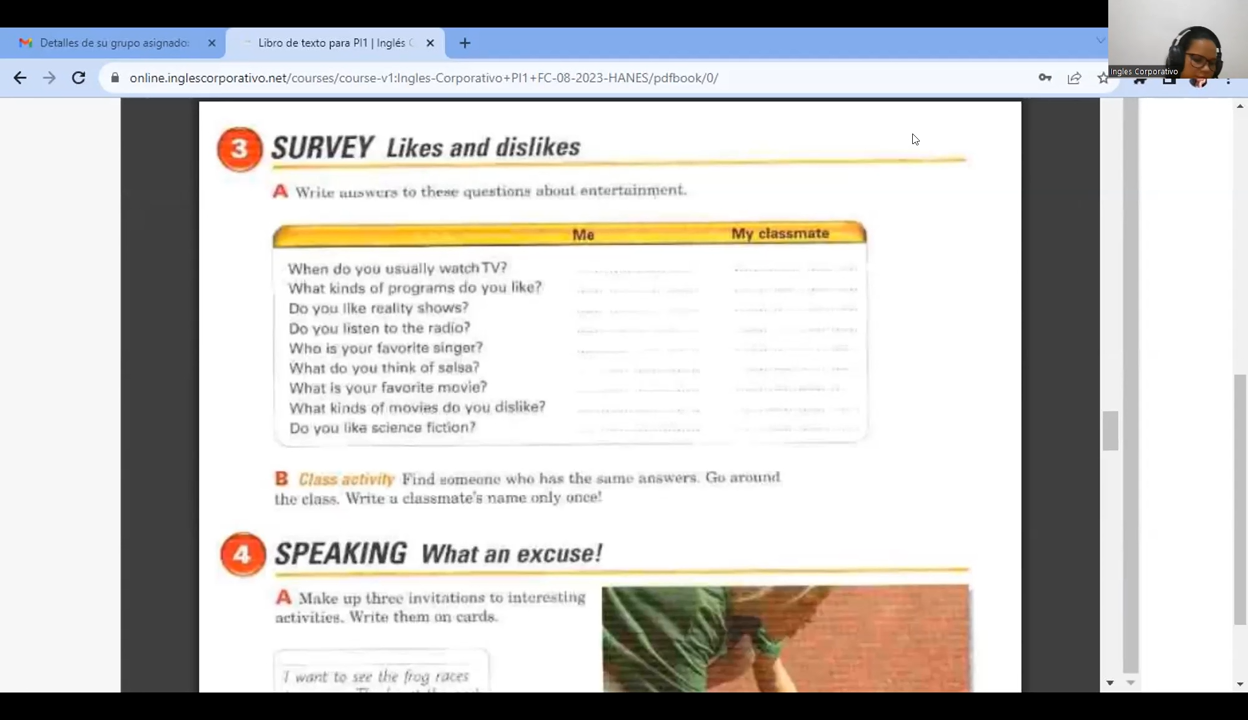 Detalles de su grupo asignado:
Libro de texto para PI1 | Inglés C
online.inglescorporativo.net/courses/course-v1:Ingles-Corporativo+PI1+FC-08-2023-HANES/pdfbook/0/
Ingles Corporativo
3 SURVEY Likes and dislikes
A Write answers to these questions about entertainment.
Me My classmate
When do you usually watch TV?
What kinds of programs do you like?
Do you like reality shows?
Do you listen to the radio?
Who is your favorite singer?
What do you think of salsa?
What is your favorite movie?
What kinds of movies do you dislike?
Do you like science fiction?
B Class activity Find someone who has the same answers. Go around
the class. Write a classmate's name only once!
4 SPEAKING What an excuse!
A Make up three invitations to interesting
activities. Write them on cards.
I want to see the frog races